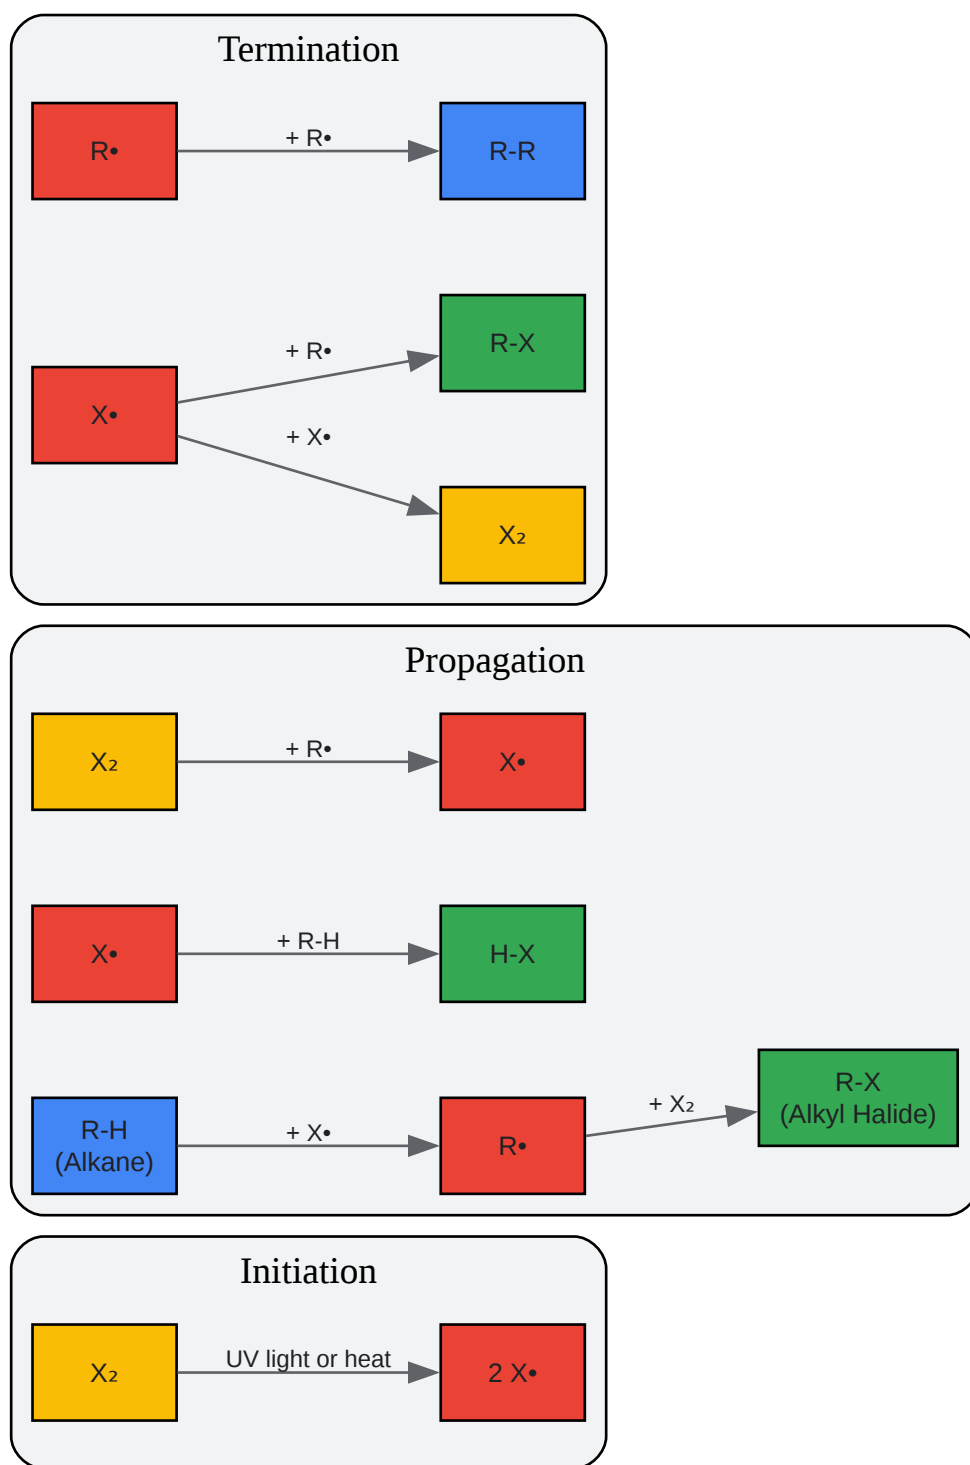 Termination
R•
+ R•
R-R
X•
+ R•
R-X
+ X•
X₂
Propagation
X₂
+ R•
X•
X•
+ R-H
H-X
R-H
(Alkane)
+ X•
R•
+ X₂
R-X
(Alkyl Halide)
Initiation
X₂
UV light or heat
2 X•